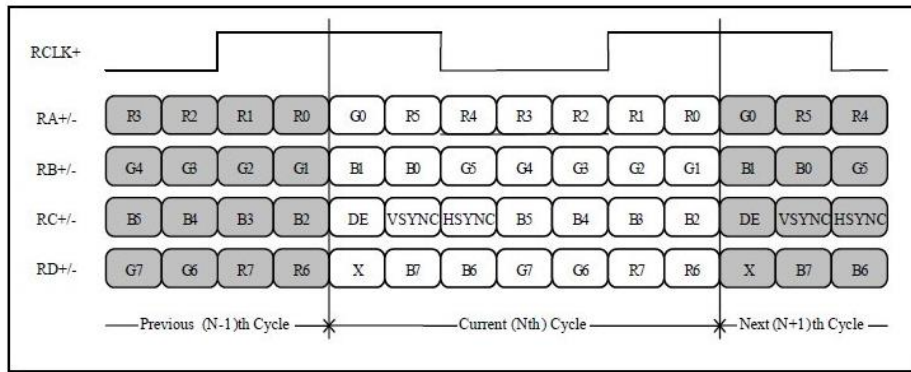 RCLK+
RA+/- R3 R2 R1 R0 G0 R5 R4 R3 R2 R1 R0 G0 R5 R4
RB+/- G4 G3 G2 G1 B1 B0 G5 G4 G3 G2 G1 B1 B0 G5
RC+/- B5 B4 B3 B2 DE VSYNC HSYNC B5 B4 B3 B2 DE VSYNC HSYNC
RD+/- G7 G6 R7 R6 X B7 B6 G7 G6 R7 R6 X B7 B6
Previous (N-1)th Cycle Current (Nth) Cycle Next (N+1)th Cycle